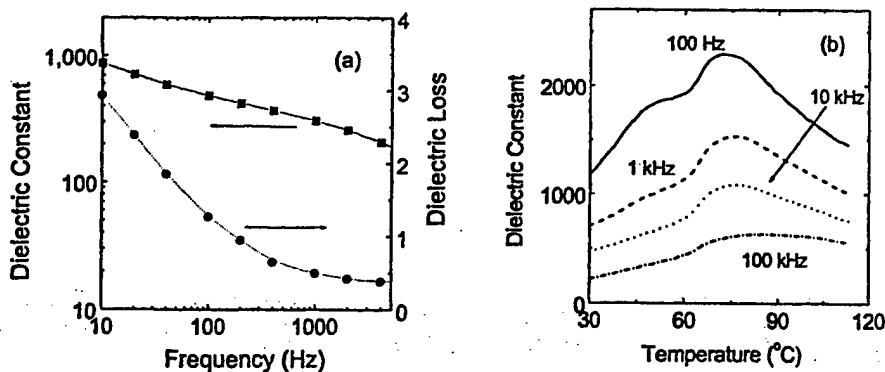 (a)
Dielectric Constant
1,000
100
10
10
100
1000
Frequency (Hz)
4
3
2
1
0
Dielectric Loss
(b)
Dielectric Constant
2000
1000
0
100 Hz
1 kHz
10 kHz
100 kHz
30
60
90
120
Temperature (°C)